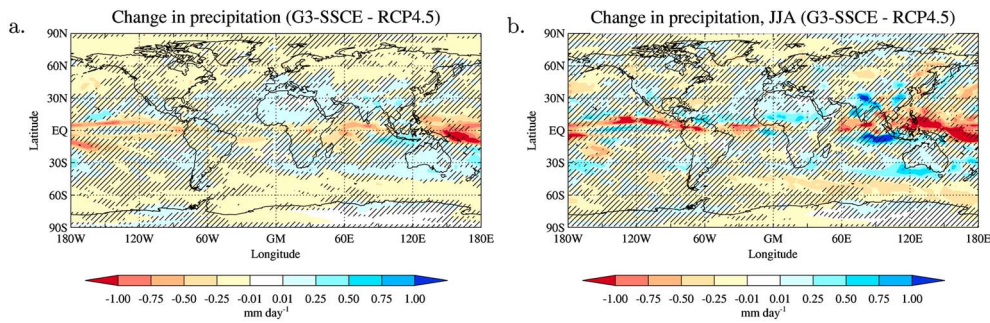 a.
Change in precipitation (G3-SSCE - RCP4.5)
90N
60N
30N
EQ
30S
60S
90S
Latitude
180W 120W 60W GM 60E 120E 180E
Longitude
-1.00 -0.75 -0.50 -0.01 0.01 0.25 0.50 0.75 1.00
mm day⁻¹
b.
Change in precipitation, JJA (G3-SSCE - RCP4.5)
90N
60N
30N
EQ
30S
60S
90S
Latitude
180W 120W 60W GM 60E 120E 180E
Longitude
-1.00 -0.75 -0.50 -0.01 0.01 0.25 0.50 0.75 1.00
mm day⁻¹